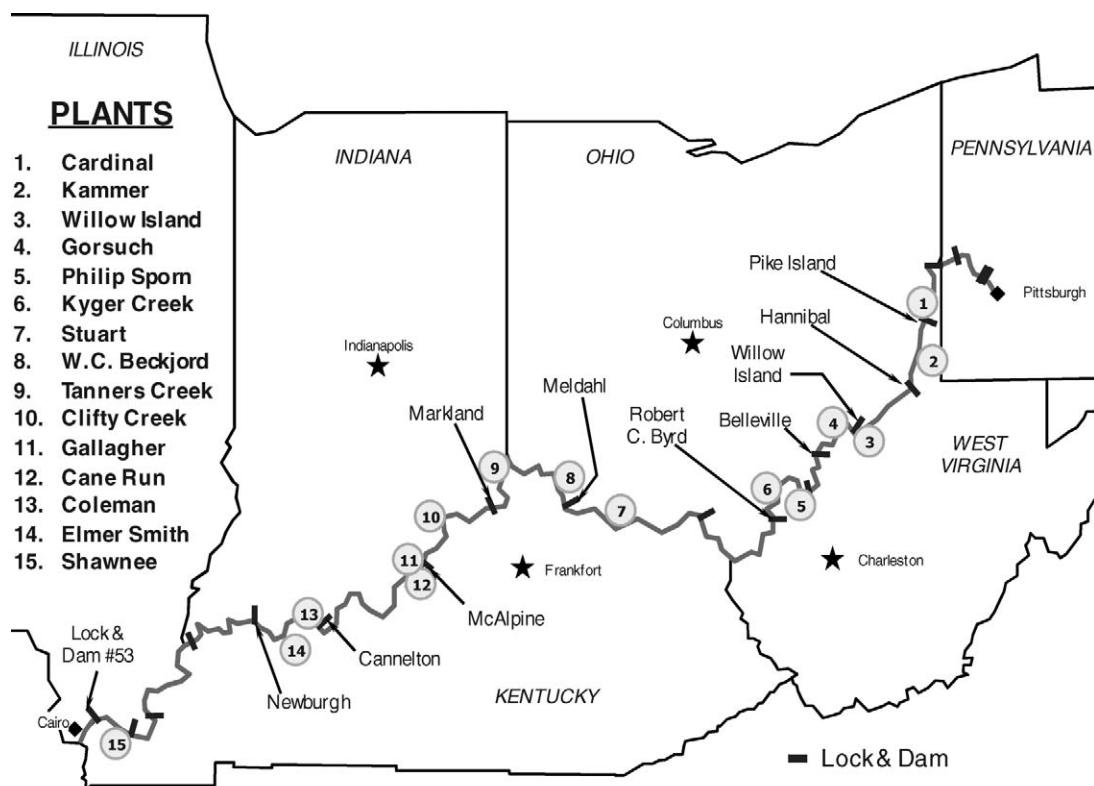 ILLINOIS
PLANTS
1. Cardinal
2. Kammer
3. Willow Island
4. Gorsuch
5. Philip Sporn
6. Kyger Creek
7. Stuart
8. W.C. Beckjord
9. Tanners Creek
10. Clifty Creek
11. Gallagher
12. Cane Run
13. Coleman
14. Elmer Smith
15. Shawnee
INDIANA
OHIO
PENNSYLVANIA
Pike Island
1
Pittsburgh
Hannibal
2
Columbus
Indianapolis
Willow
Island
Meldahl
Markland
Robert
C. Byrd
Belleville
4
3
WEST
VIRGINIA
9
8
6
5
7
10
11
12
Frankfort
Charleston
McAlpine
13
14
Cannelton
Newburgh
KENTUCKY
Lock &
Dam #53
Cairo
15
Lock & Dam